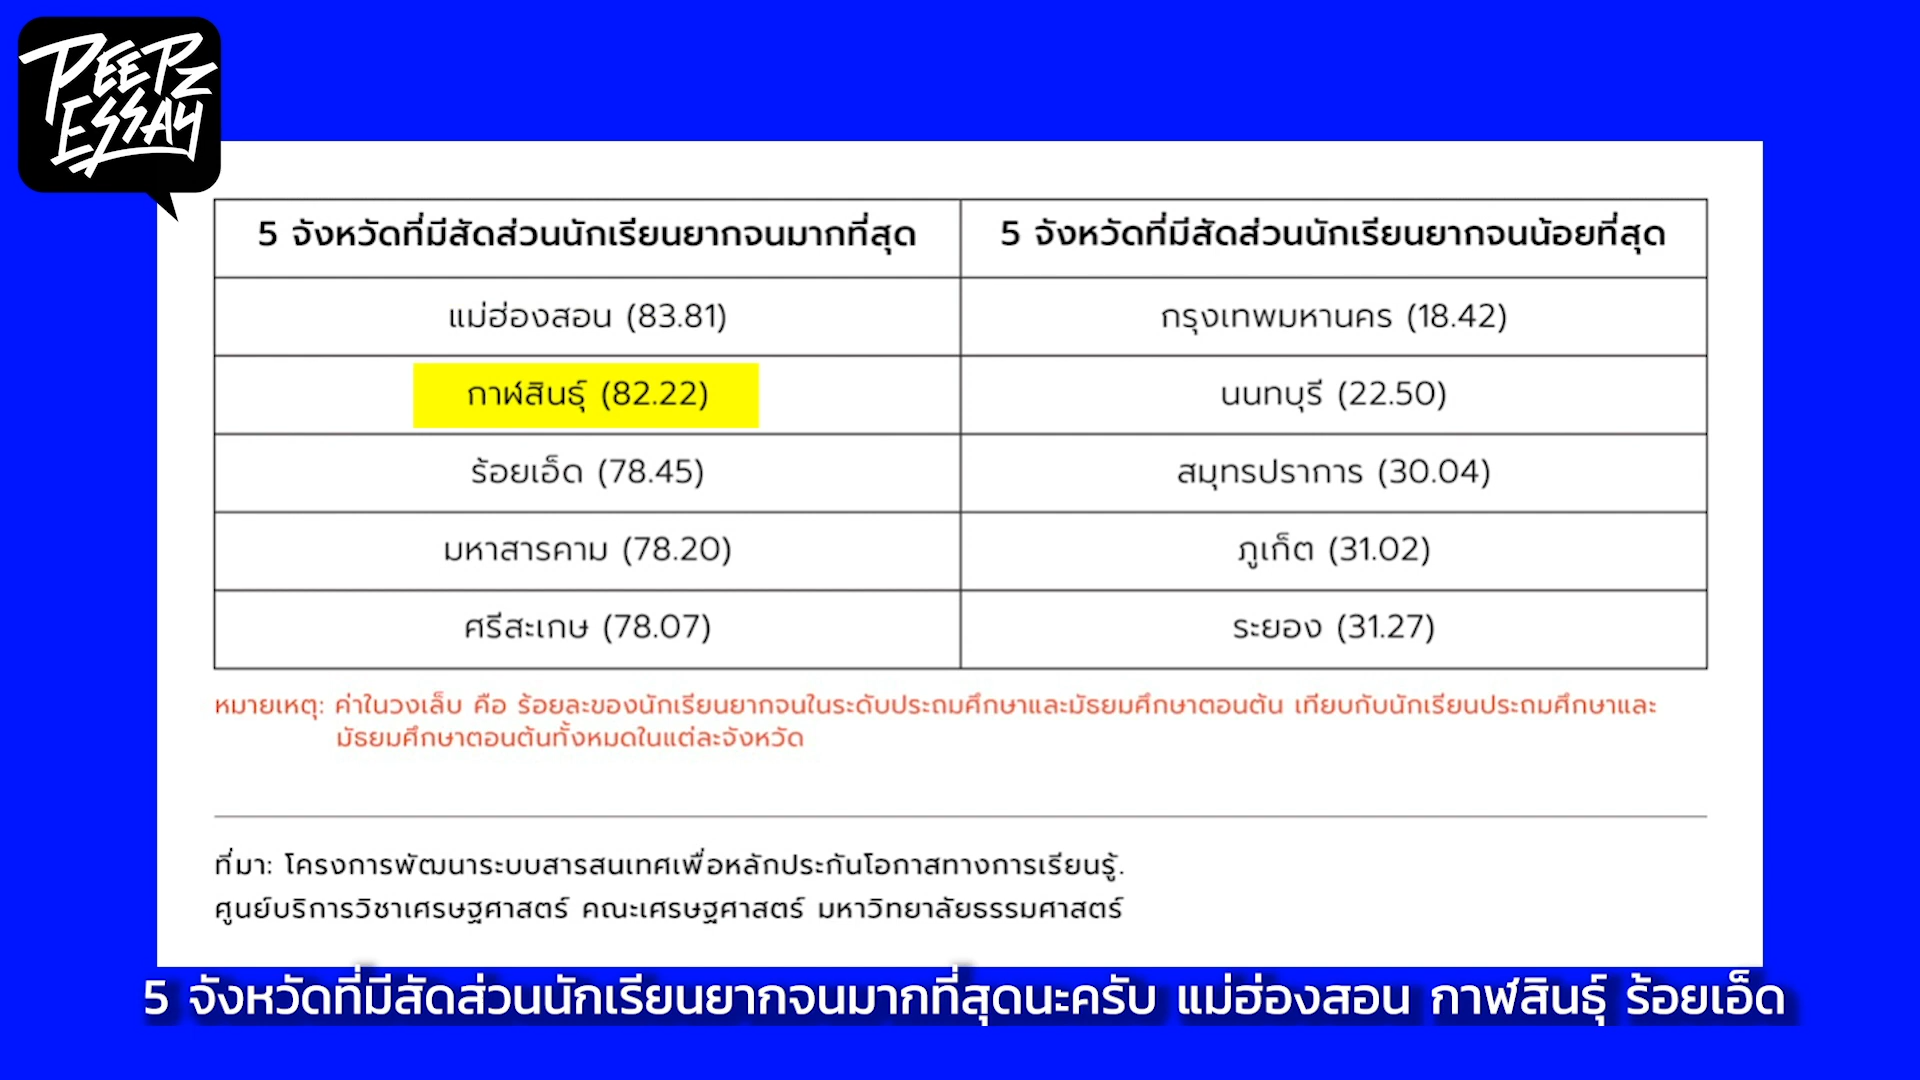 PEEPZ
ESSAY
5 จังหวัดที่มีสัดส่วนนักเรียนยากจนมากที่สุด
5 จังหวัดที่มีสัดส่วนนักเรียนยากจนน้อยที่สุด
แม่ฮ่องสอน (83.81)
กรุงเทพมหานคร (18.42)
กาฬสินธุ์ (82.22)
นนทบุรี (22.50)
ร้อยเอ็ด (78.45)
สมุทรปราการ (30.04)
มหาสารคาม (78.20)
ภูเก็ต (31.02)
ศรีสะเกษ (78.07)
ระยอง (31.27)
หมายเหตุ: ค่าในวงเล็บ คือ ร้อยละของนักเรียนยากจนในระดับประถมศึกษาและมัธยมศึกษาตอนต้น เทียบกับนักเรียนประถมศึกษาและ
มัธยมศึกษาตอนต้นทั้งหมดในแต่ละจังหวัด
ที่มา: โครงการพัฒนาระบบสารสนเทศเพื่อหลักประกันโอกาสทางการเรียนรู้.
ศูนย์บริการวิชาเศรษฐศาสตร์ คณะเศรษฐศาสตร์ มหาวิทยาลัยธรรมศาสตร์
5 จังหวัดที่มีสัดส่วนนักเรียนยากจนมากที่สุดนะครับ แม่ฮ่องสอน กาฬสินธุ์ ร้อยเอ็ด